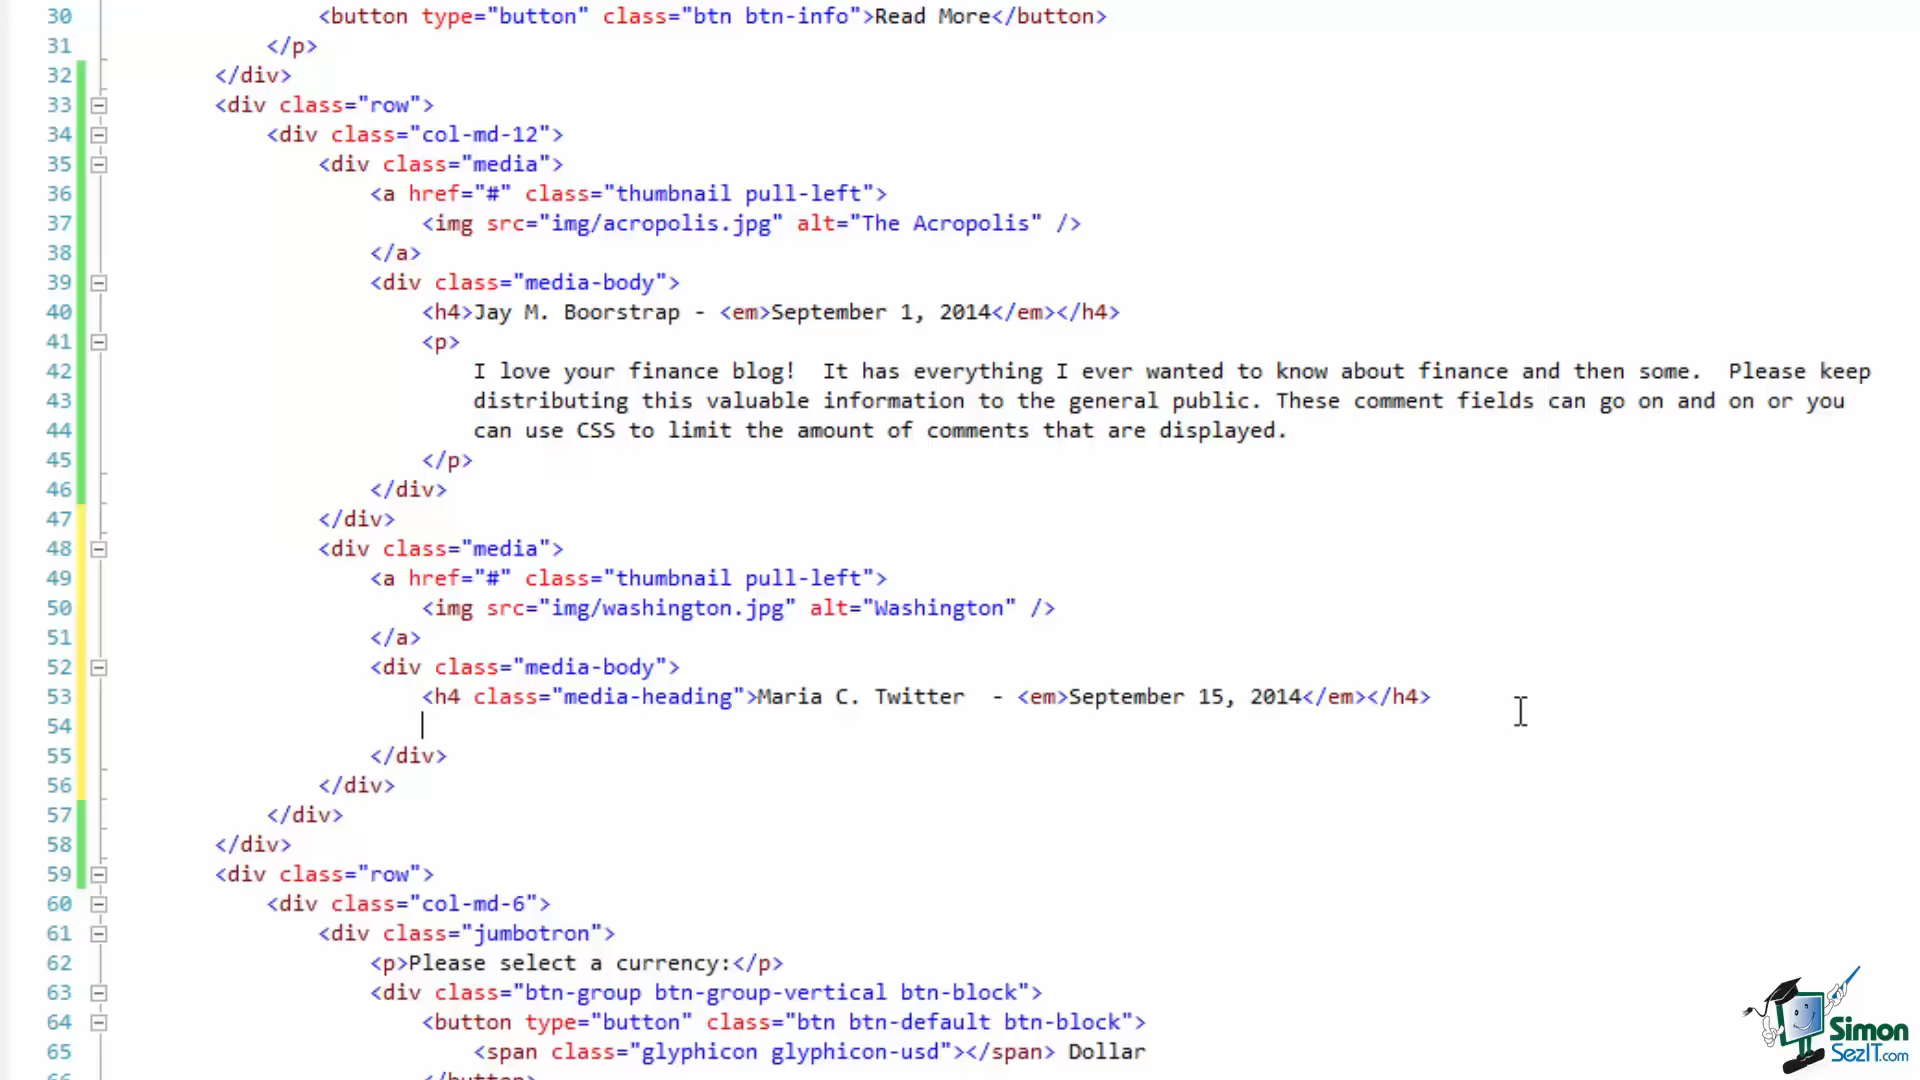 30 <button type="button" class="btn btn-info">Read More</button>
31 </p>
32 </div>
33 <div class="row">
34 <div class="col-md-12">
35 <div class="media">
36 <a href="#" class="thumbnail pull-left">
37 <img src="img/acropolis.jpg" alt="The Acropolis" />
38 </a>
39 <div class="media-body">
40 <h4>Jay M. Boorstrap - <em>September 1, 2014</em></h4>
41 <p>
42 I love your finance blog!  It has everything I ever wanted to know about finance and then some.  Please keep
43 distributing this valuable information to the general public. These comment fields can go on and on or you
44 can use CSS to limit the amount of comments that are displayed.
45 </p>
46 </div>
47 </div>
48 <div class="media">
49 <a href="#" class="thumbnail pull-left">
50 <img src="img/washington.jpg" alt="Washington" />
51 </a>
52 <div class="media-body">
53 <h4 class="media-heading">Maria C. Twitter  - <em>September 15, 2014</em></h4>
54
55 </div>
56 </div>
57 </div>
58 </div>
59 <div class="row">
60 <div class="col-md-6">
61 <div class="jumbotron">
62 <p>Please select a currency:</p>
63 <div class="btn-group btn-group-vertical btn-block">
64 <button type="button" class="btn btn-default btn-block">
65 <span class="glyphicon glyphicon-usd"></span> Dollar
66 </button>
Simon
SezIT.com